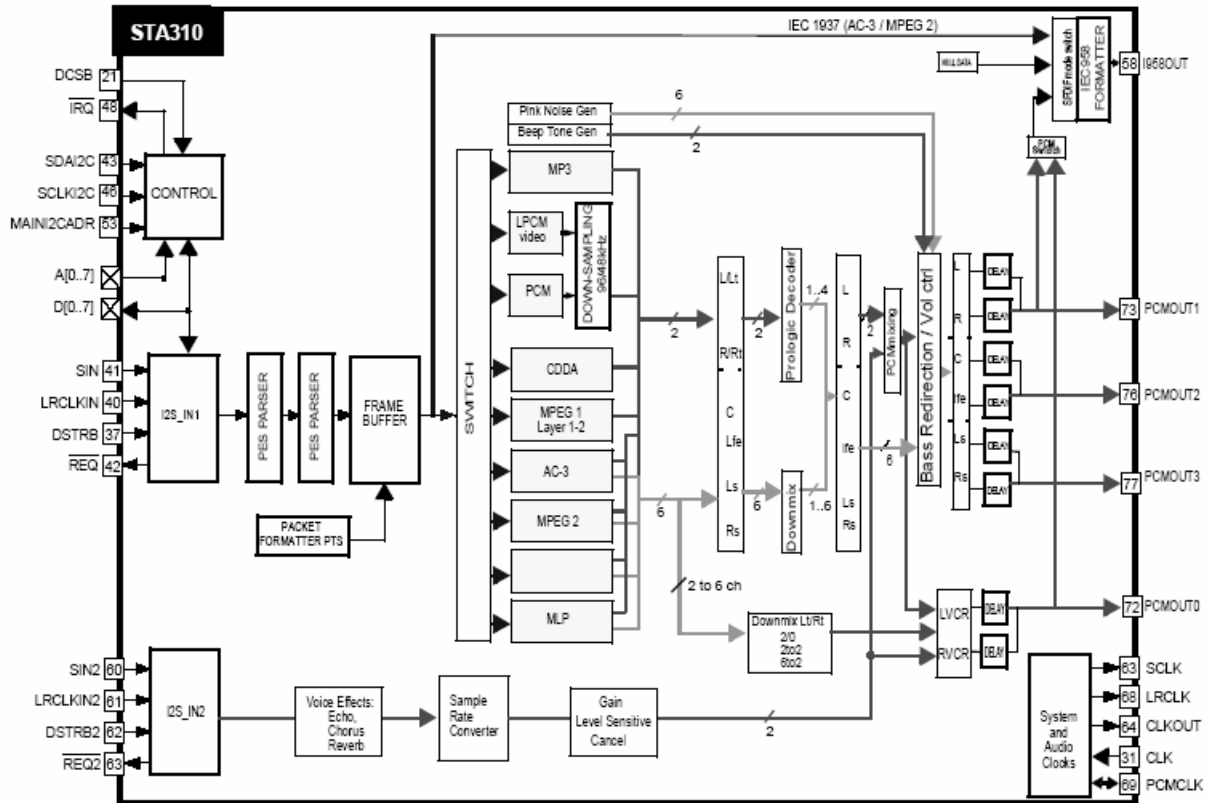 STA310
IEC 1937 (AC-3 / MPEG 2)
DCSB 21
IRQ 48
SDAI2C 43
SCLKI2C 46
MAINI2CADR 53
A[0..7]
D[0..7]
CONTROL
SIN 41
LRCLKIN 40
DSTRB 37
REQ 42
I2S_IN1
PES PARSER
PES PARSER
FRAME
BUFFER
PACKET
FORMATTER PTS
SWITCH
Pink Noise Gen
6
Beep Tone Gen
2
MP3
LPCM
video
PCM
DOWN-SAMPLING
96/48kHz
CDDA
MPEG 1
Layer 1-2
AC-3
MPEG 2
MLP
2
6
2 to 6 ch
L/Lt
R/Rt
C
Lfe
Ls
Rs
2
6
Prologic Decoder
Downmix
1..4
1..6
L
R
C
lfe
Ls
Rs
2
6
PCMmixing
Bass Redirection / Vol ctrl
L
R
C
lfe
Ls
Rs
DELAY
DELAY
DELAY
DELAY
DELAY
DELAY
NULL DATA
SPDIF mode switch
IEC958
FORMATTER
PCM
Switch
58 I958OUT
73 PCMOUT1
76 PCMOUT2
77 PCMOUT3
72 PCMOUT0
Downmix Lt/Rt
2/0
2to2
6to2
LVCR
RVCR
DELAY
DELAY
SIN2 60
LRCLKIN2 61
DSTRB2 62
REQ2 63
I2S_IN2
Voice Effects:
Echo,
Chorus
Reverb
Sample
Rate
Converter
Gain
Level Sensitive
Cancel
2
System
and
Audio
Clocks
63 SCLK
68 LRCLK
64 CLKOUT
31 CLK
69 PCMCLK